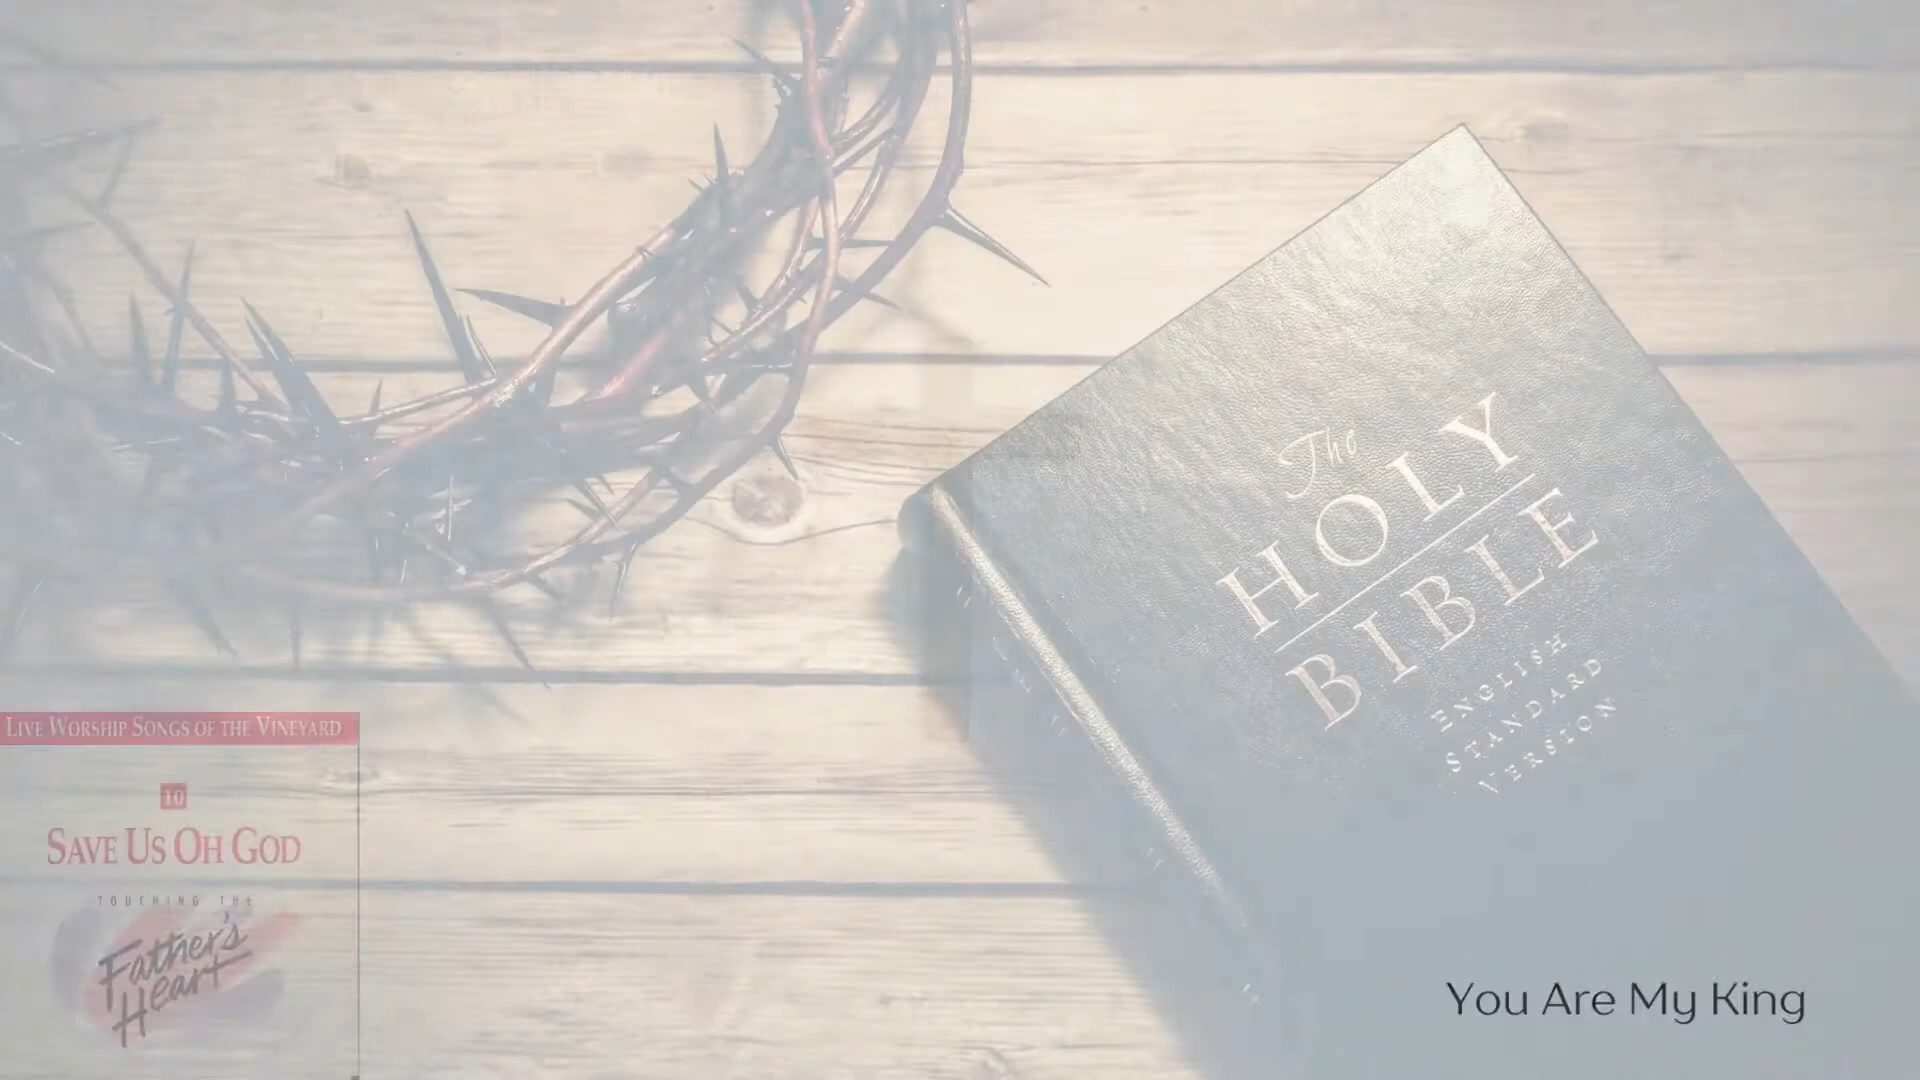 The
HOLY
BIBLE
ENGLISH
STANDARD
VERSION
LIVE WORSHIP SONGS OF THE VINEYARD
10
SAVE US OH GOD
TOUCHING THE
Father's
Heart
You Are My King